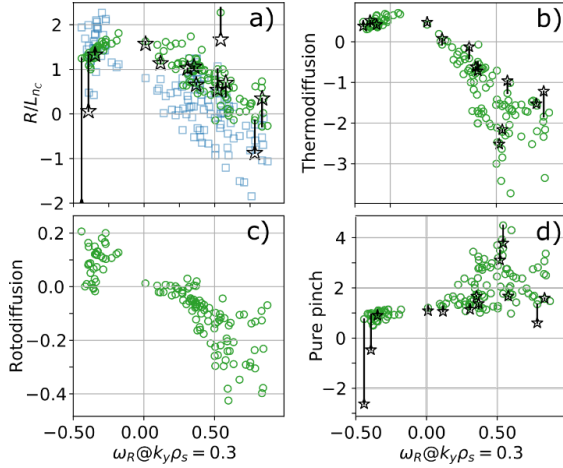 a)
b)
R/L_{n_C}
2
1
0
−1
−2
Thermodiffusion
0
−1
−2
−3
c)
d)
Rotodiffusion
0.2
0.0
−0.2
−0.4
Pure pinch
4
2
0
−2
−0.50 0.00 0.50
−0.50 0.00 0.50
ω_R@k_yρ_s = 0.3
ω_R@k_yρ_s = 0.3